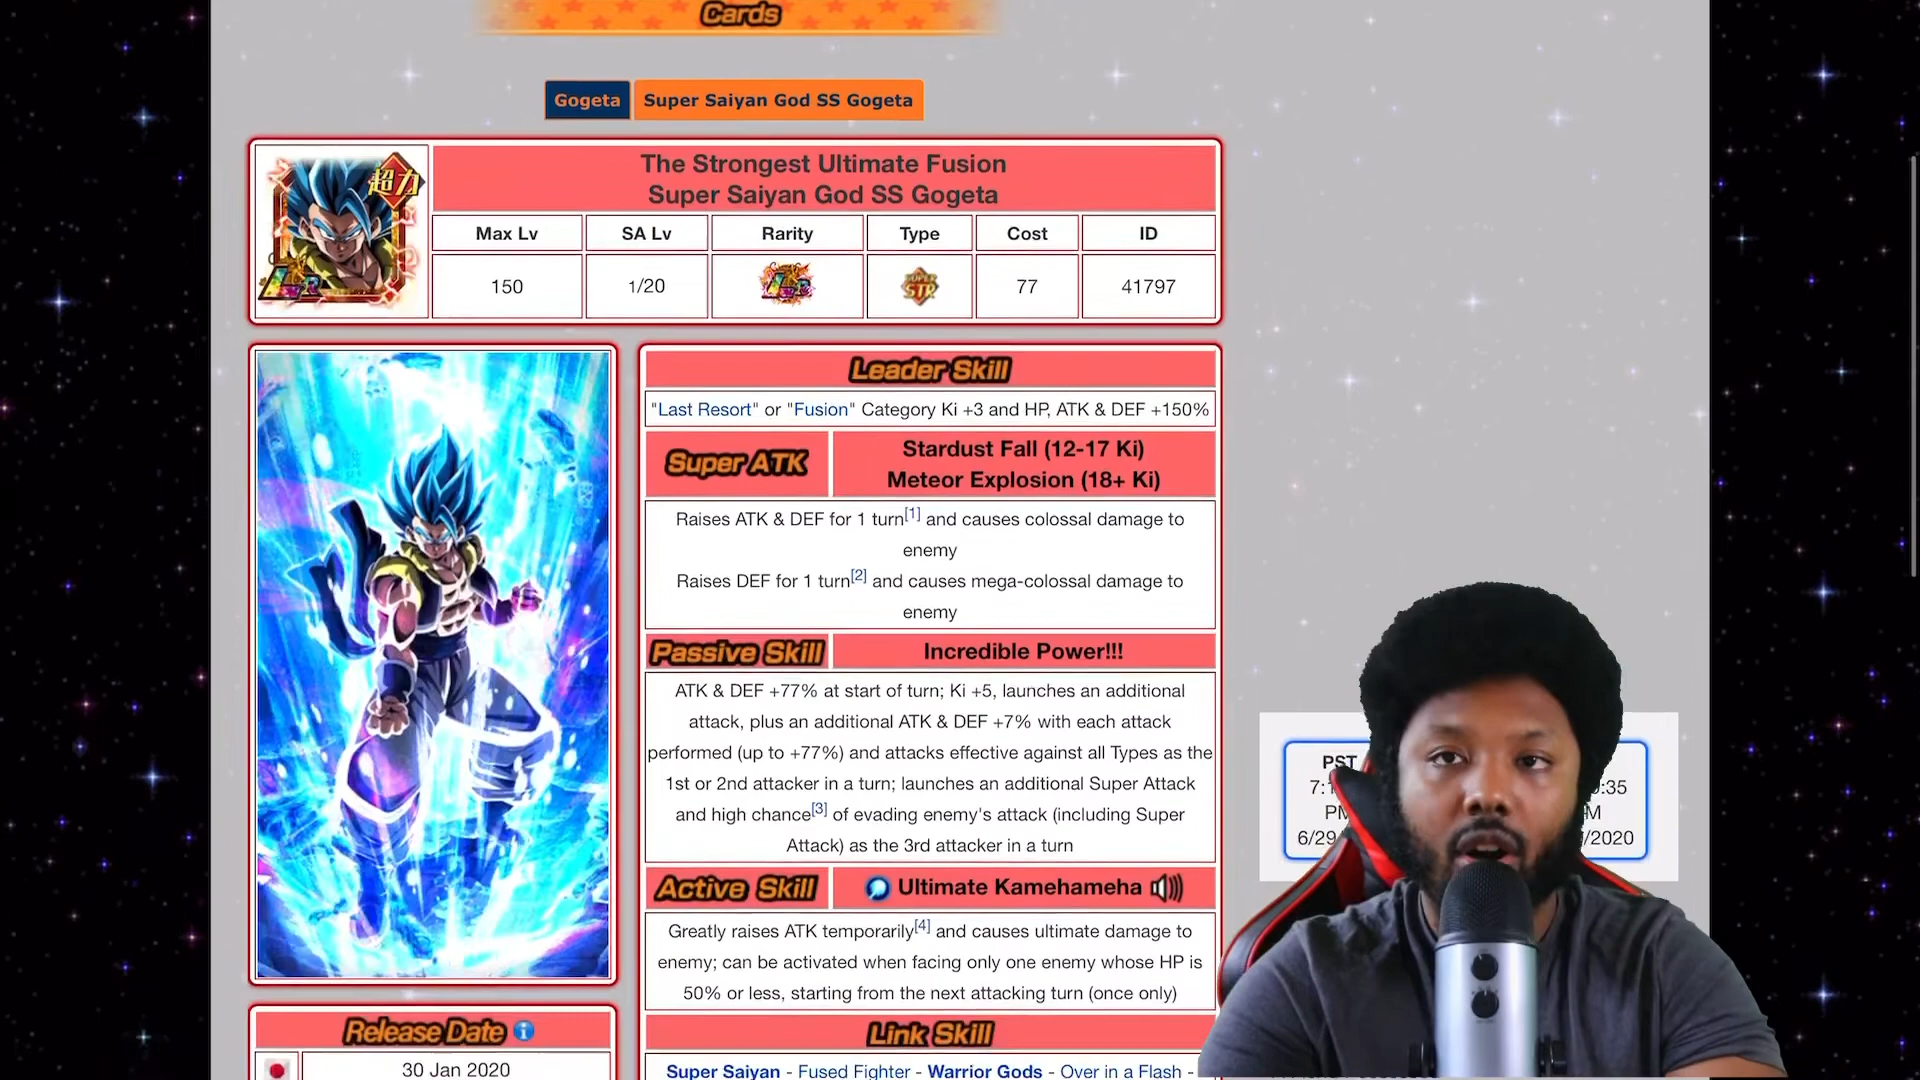 Cards
Gogeta
Super Saiyan God SS Gogeta
超力
LR
The Strongest Ultimate Fusion
Super Saiyan God SS Gogeta
Max Lv
SA Lv
Rarity
Type
Cost
ID
150
1/20
LR
SUPER
STR
77
41797
Leader Skill
"Last Resort" or "Fusion" Category Ki +3 and HP, ATK & DEF +150%
Super ATK
Stardust Fall (12-17 Ki)
Meteor Explosion (18+ Ki)
Raises ATK & DEF for 1 turn[1] and causes colossal damage to
enemy
Raises DEF for 1 turn[2] and causes mega-colossal damage to
enemy
Passive Skill
Incredible Power!!!
ATK & DEF +77% at start of turn; Ki +5, launches an additional
attack, plus an additional ATK & DEF +7% with each attack
performed (up to +77%) and attacks effective against all Types as the
1st or 2nd attacker in a turn; launches an additional Super Attack
and high chance[3] of evading enemy's attack (including Super
Attack) as the 3rd attacker in a turn
Active Skill
Ultimate Kamehameha
Greatly raises ATK temporarily[4] and causes ultimate damage to
enemy; can be activated when facing only one enemy whose HP is
50% or less, starting from the next attacking turn (once only)
Link Skill
Super Saiyan - Fused Fighter - Warrior Gods - Over in a Flash -
Release Date
30 Jan 2020
PST
:35
6/29
/2020